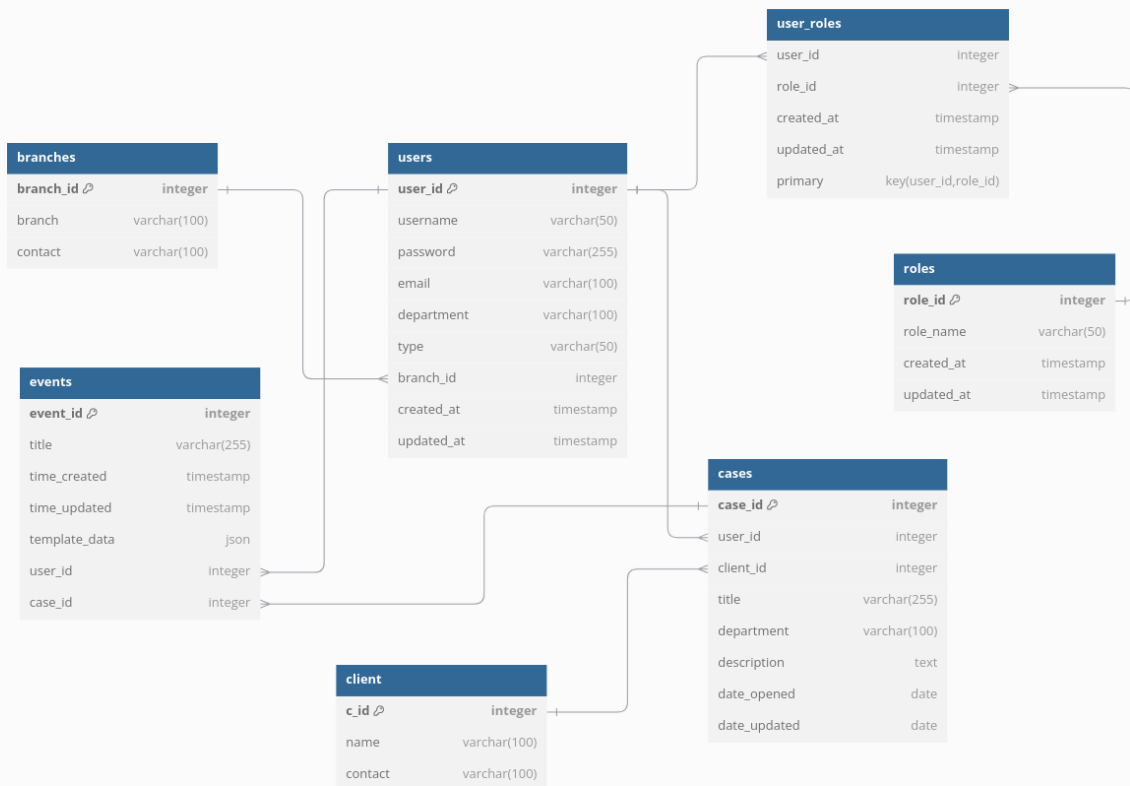 user_roles
user_id integer
role_id integer
created_at timestamp
updated_at timestamp
primary key(user_id,role_id)
branches
branch_id integer
branch varchar(100)
contact varchar(100)
users
user_id integer
username varchar(50)
password varchar(255)
email varchar(100)
department varchar(100)
type varchar(50)
branch_id integer
created_at timestamp
updated_at timestamp
roles
role_id integer
role_name varchar(50)
created_at timestamp
updated_at timestamp
events
event_id integer
title varchar(255)
time_created timestamp
time_updated timestamp
template_data json
user_id integer
case_id integer
cases
case_id integer
user_id integer
client_id integer
title varchar(255)
department varchar(100)
description text
date_opened date
date_updated date
client
c_id integer
name varchar(100)
contact varchar(100)